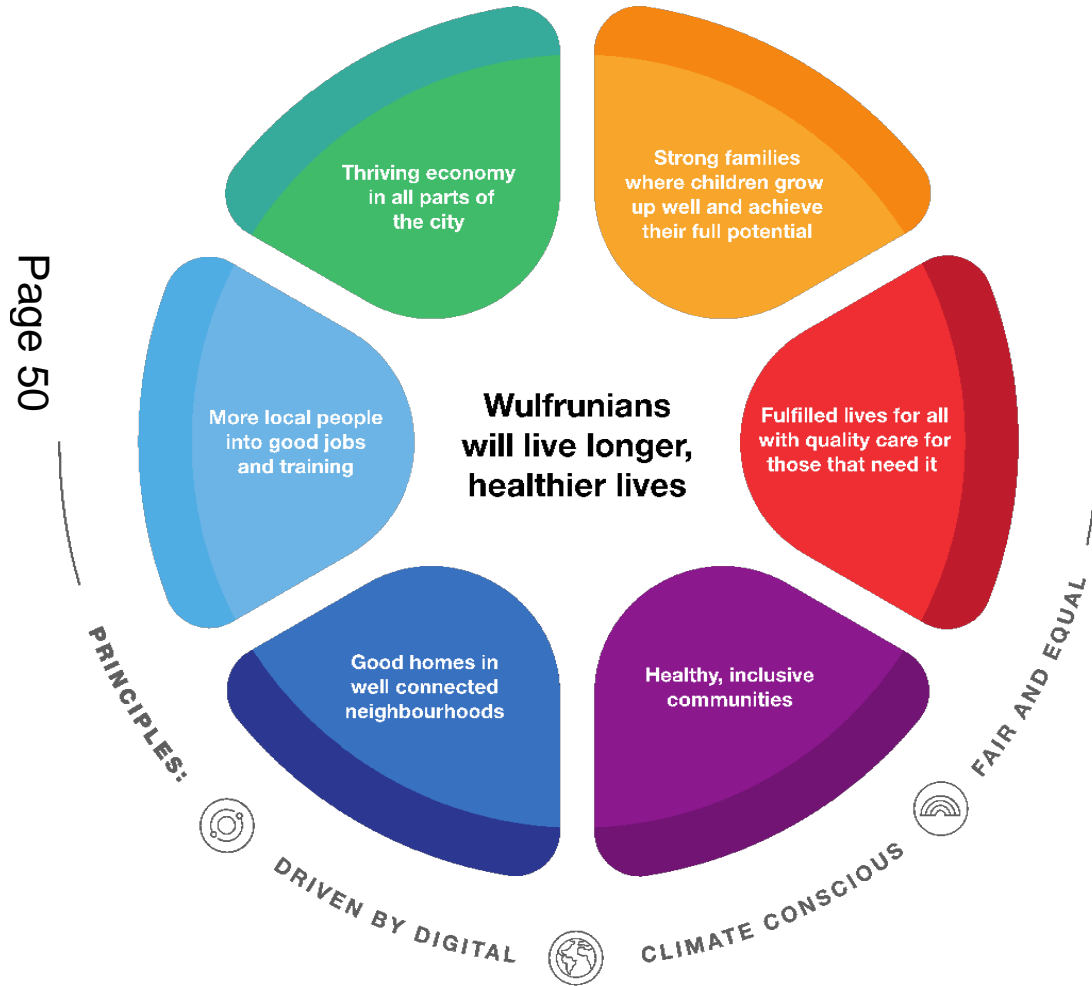 Thriving economy
in all parts of
the city
Strong families
where children grow
up well and achieve
their full potential
Page 50
More local people
into good jobs
and training
Wulfrunians
will live longer,
healthier lives
Fulfilled lives for all
with quality care for
those that need it
Good homes in
well connected
neighbourhoods
Healthy, inclusive
communities
PRINCIPLES:
DRIVEN BY DIGITAL
CLIMATE CONSCIOUS
FAIR AND EQUAL